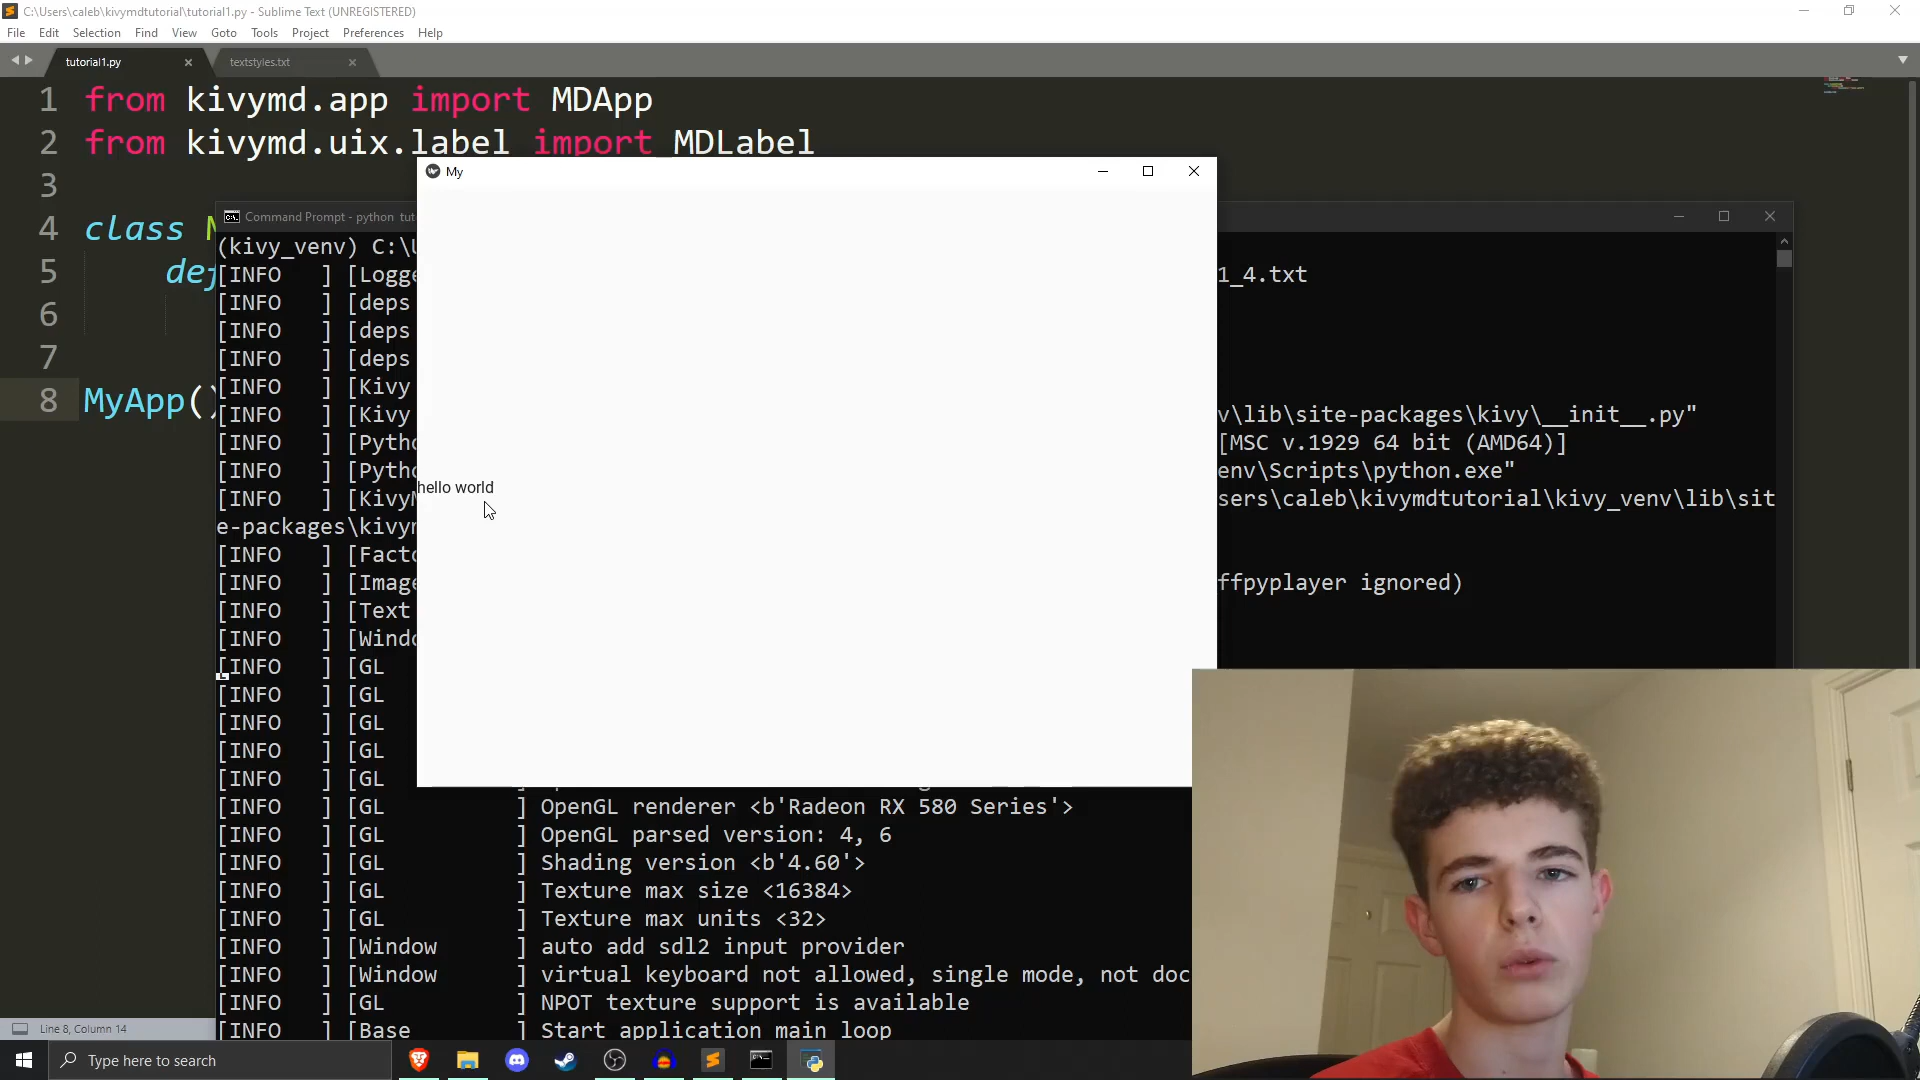 C:\Users\caleb\kivymdtutorial\tutorial1.py - Sublime Text (UNREGISTERED)
File Edit Selection Find View Goto Tools Project Preferences Help
tutorial1.py
textstyles.txt
1 from kivymd.app import MDApp
2 from kivymd.uix.label import MDLabel
3
4 class
5 def
6
7
8 MyApp()
My
Command Prompt - python tut
(kivy_venv) C:\
[INFO ] [Logge 1_4.txt
[INFO ] [deps
[INFO ] [deps
[INFO ] [deps
[INFO ] [Kivy
[INFO ] [Kivy v\lib\site-packages\kivy\__init__.py"
[INFO ] [Pytho [MSC v.1929 64 bit (AMD64)]
[INFO ] [Pytho env\Scripts\python.exe"
[INFO ] [KivyM sers\caleb\kivymdtutorial\kivy_venv\lib\sit
e-packages\kivym
[INFO ] [Facto
[INFO ] [Image ffpyplayer ignored)
[INFO ] [Text
[INFO ] [Windo
[INFO ] [GL
[INFO ] [GL
[INFO ] [GL
[INFO ] [GL
[INFO ] [GL
[INFO ] [GL ] OpenGL renderer <b'Radeon RX 580 Series'>
[INFO ] [GL ] OpenGL parsed version: 4, 6
[INFO ] [GL ] Shading version <b'4.60'>
[INFO ] [GL ] Texture max size <16384>
[INFO ] [GL ] Texture max units <32>
[INFO ] [Window ] auto add sdl2 input provider
[INFO ] [Window ] virtual keyboard not allowed, single mode, not doc
[INFO ] [GL ] NPOT texture support is available
[INFO ] [Base ] Start application main loop
hello world
Line 8, Column 14
Type here to search